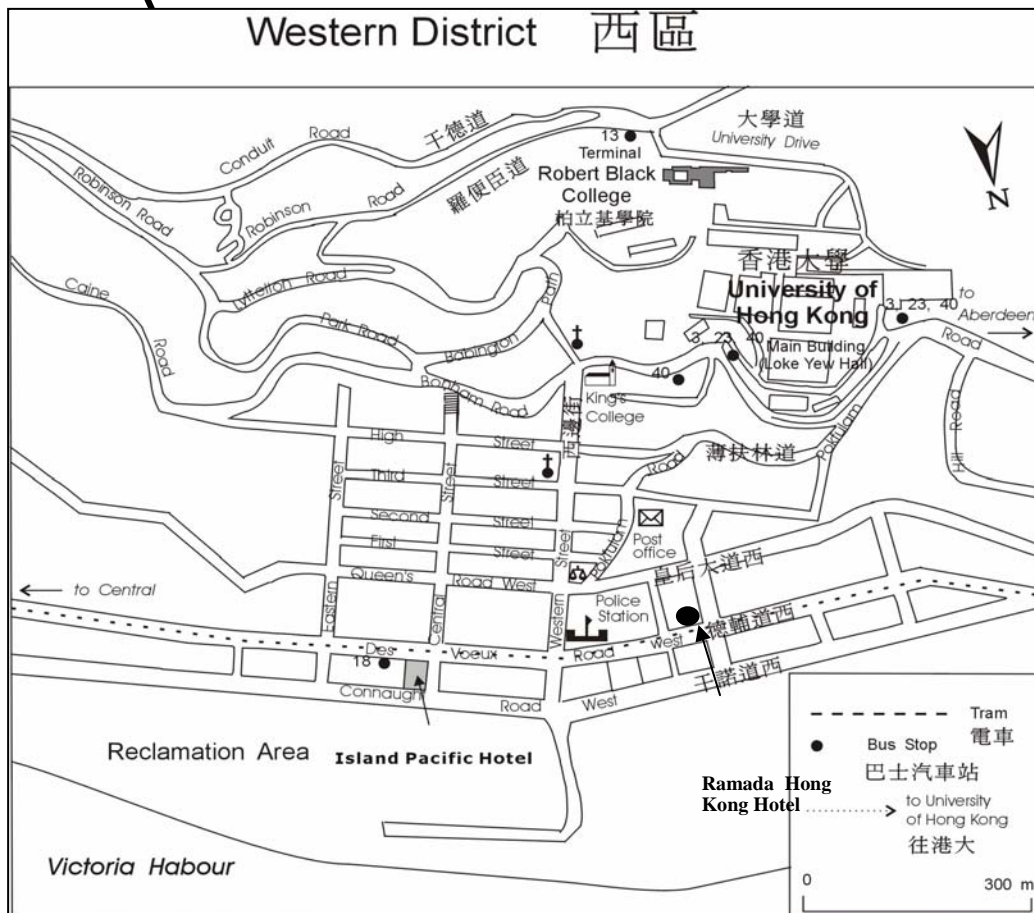 Western District 西區
大學道
University Drive
13
Terminal
Robert Black
College
柏立基學院
Conduit Road 干德道
Robinson Road
Robinson Road 羅便臣道
N
香港大學
University of
Hong Kong
Main Building
(Loke Yew Hall)
3, 23, 40
3, 23, 40
to
Aberdeen
Caine
Road
Lyttelton Road
Park Road
Babington Path
Bonham Road
40
King's
College
西邊街
Pokfulam Road
Hill Road
薄扶林道
High Street
Third Street
Second Street
First Street
Queen's Road West
皇后大道西
Eastern Street
Central Street
Western Street
Pokfulam Road
Post
office
Police
Station
to Central
Des Voeux Road west
德輔道西
18
Connaught Road West
干諾道西
Reclamation Area
Island Pacific Hotel
Ramada Hong
Kong Hotel
Victoria Habour
Tram
電車
Bus Stop
巴士汽車站
to University
of Hong Kong
往港大
0 300 m